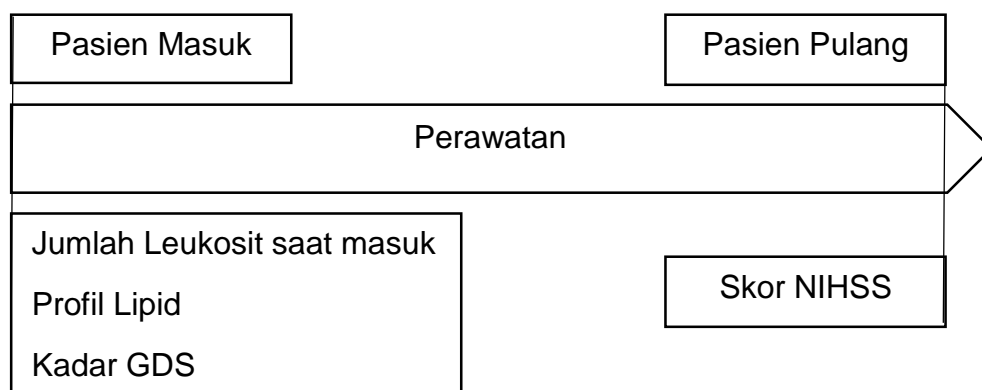 Pasien Masuk
Pasien Pulang
Perawatan
Jumlah Leukosit saat masuk
Profil Lipid
Kadar GDS
Skor NIHSS